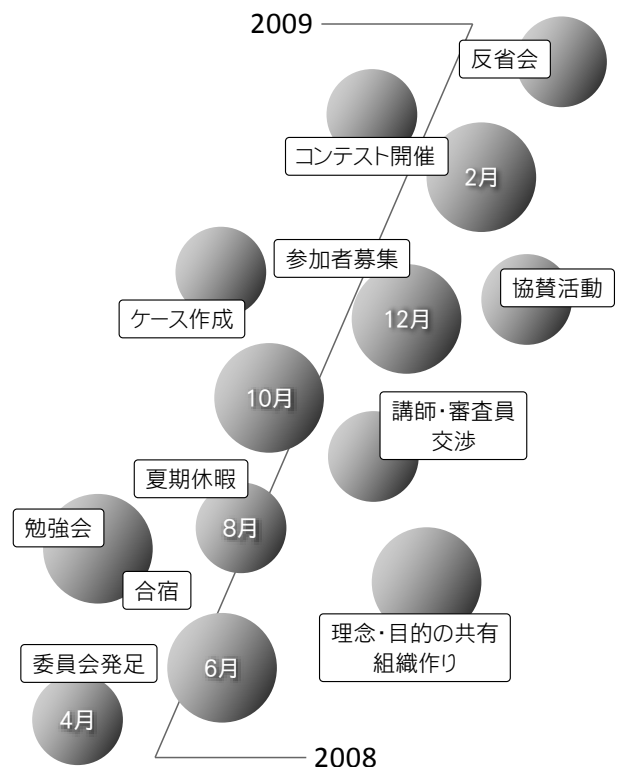 2009
反省会
コンテスト開催
2月
参加者募集
協賛活動
ケース作成
12月
10月
講師・審査員
交渉
夏期休暇
勉強会
8月
合宿
理念・目的の共有
組織作り
委員会発足
6月
4月
2008